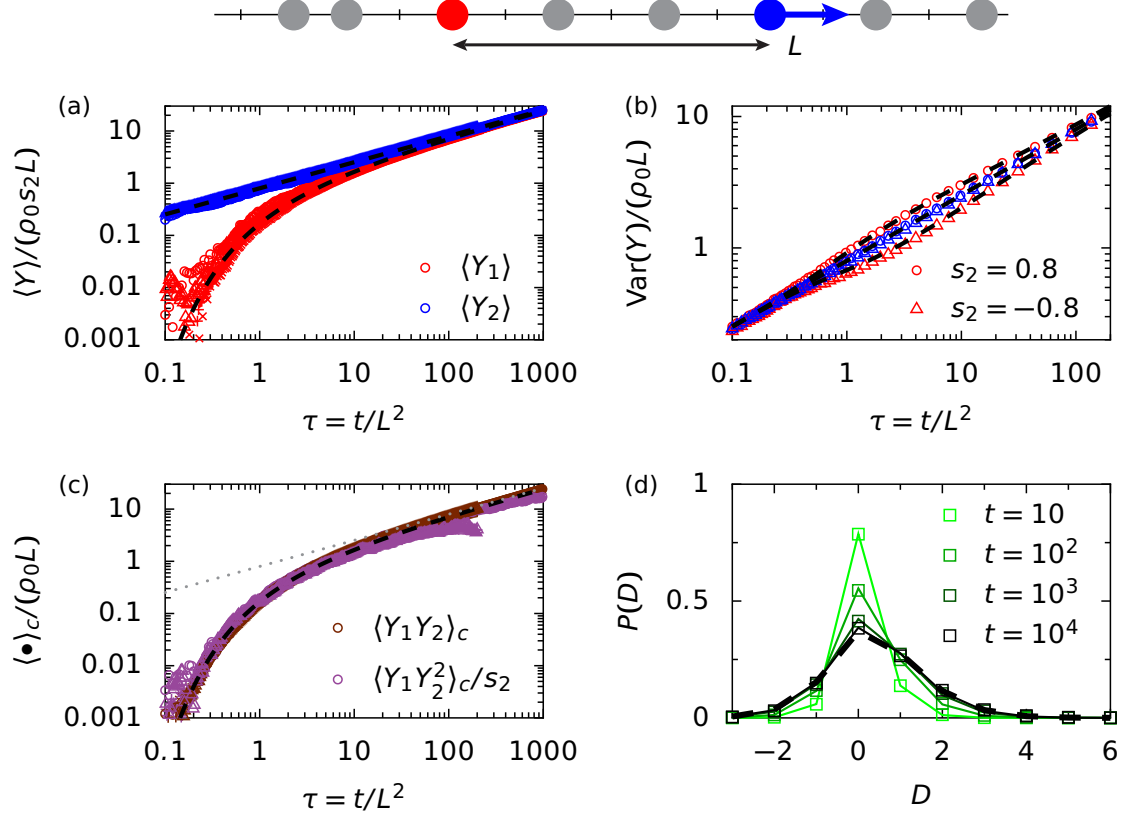 L
(a)
⟨Y⟩/(ρ₀s₂L)
10
1
0.1
0.01
0.001
⟨Y₁⟩
⟨Y₂⟩
0.1 1 10 100 1000
τ = t/L²
(b)
Var(Y)/(ρ₀L)
10
1
s₂ = 0.8
s₂ = −0.8
0.1 1 10 100
τ = t/L²
(c)
⟨•⟩c/(ρ₀L)
10
1
0.1
0.01
0.001
⟨Y₁Y₂⟩c
⟨Y₁Y₂²⟩c/s₂
0.1 1 10 100 1000
τ = t/L²
(d)
P(D)
1
0.5
0
t = 10
t = 10²
t = 10³
t = 10⁴
−2 0 2 4 6
D